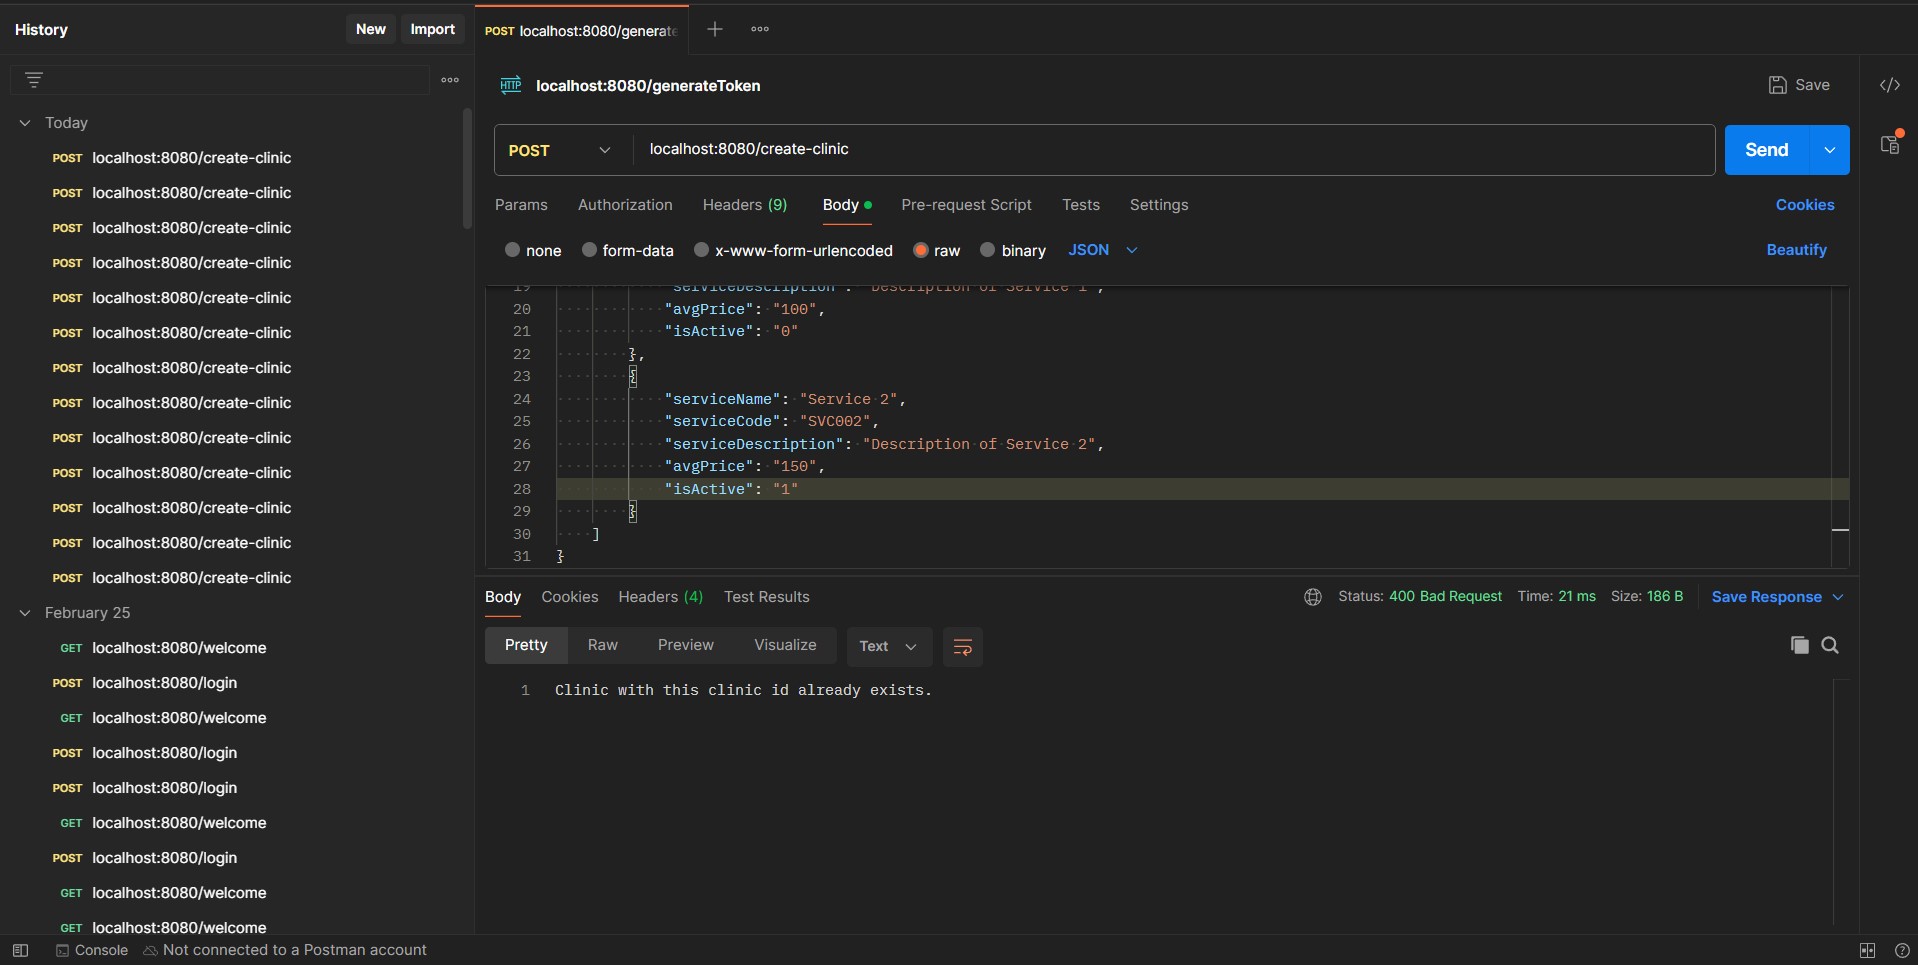 History
New
Import
Today
POST localhost:8080/create-clinic
POST localhost:8080/create-clinic
POST localhost:8080/create-clinic
POST localhost:8080/create-clinic
POST localhost:8080/create-clinic
POST localhost:8080/create-clinic
POST localhost:8080/create-clinic
POST localhost:8080/create-clinic
POST localhost:8080/create-clinic
POST localhost:8080/create-clinic
POST localhost:8080/create-clinic
POST localhost:8080/create-clinic
POST localhost:8080/create-clinic
February 25
GET localhost:8080/welcome
POST localhost:8080/login
GET localhost:8080/welcome
POST localhost:8080/login
POST localhost:8080/login
GET localhost:8080/welcome
POST localhost:8080/login
GET localhost:8080/welcome
GET localhost:8080/welcome
POST localhost:8080/generate
HTTP localhost:8080/generateToken
Save
</>
POST localhost:8080/create-clinic
Send
Params Authorization Headers (9) Body Pre-request Script Tests Settings
Cookies
none form-data x-www-form-urlencoded raw binary JSON
Beautify
19 "serviceDescription": "Description of Service 1",
20 "avgPrice": "100",
21 "isActive": "0"
22 },
23 {
24 "serviceName": "Service 2",
25 "serviceCode": "SVC002",
26 "serviceDescription": "Description of Service 2",
27 "avgPrice": "150",
28 "isActive": "1"
29 }
30 ]
31 }
Body Cookies Headers (4) Test Results
Status: 400 Bad Request Time: 21 ms Size: 186 B
Save Response
Pretty Raw Preview Visualize Text
1 Clinic with this clinic id already exists.
Console
Not connected to a Postman account